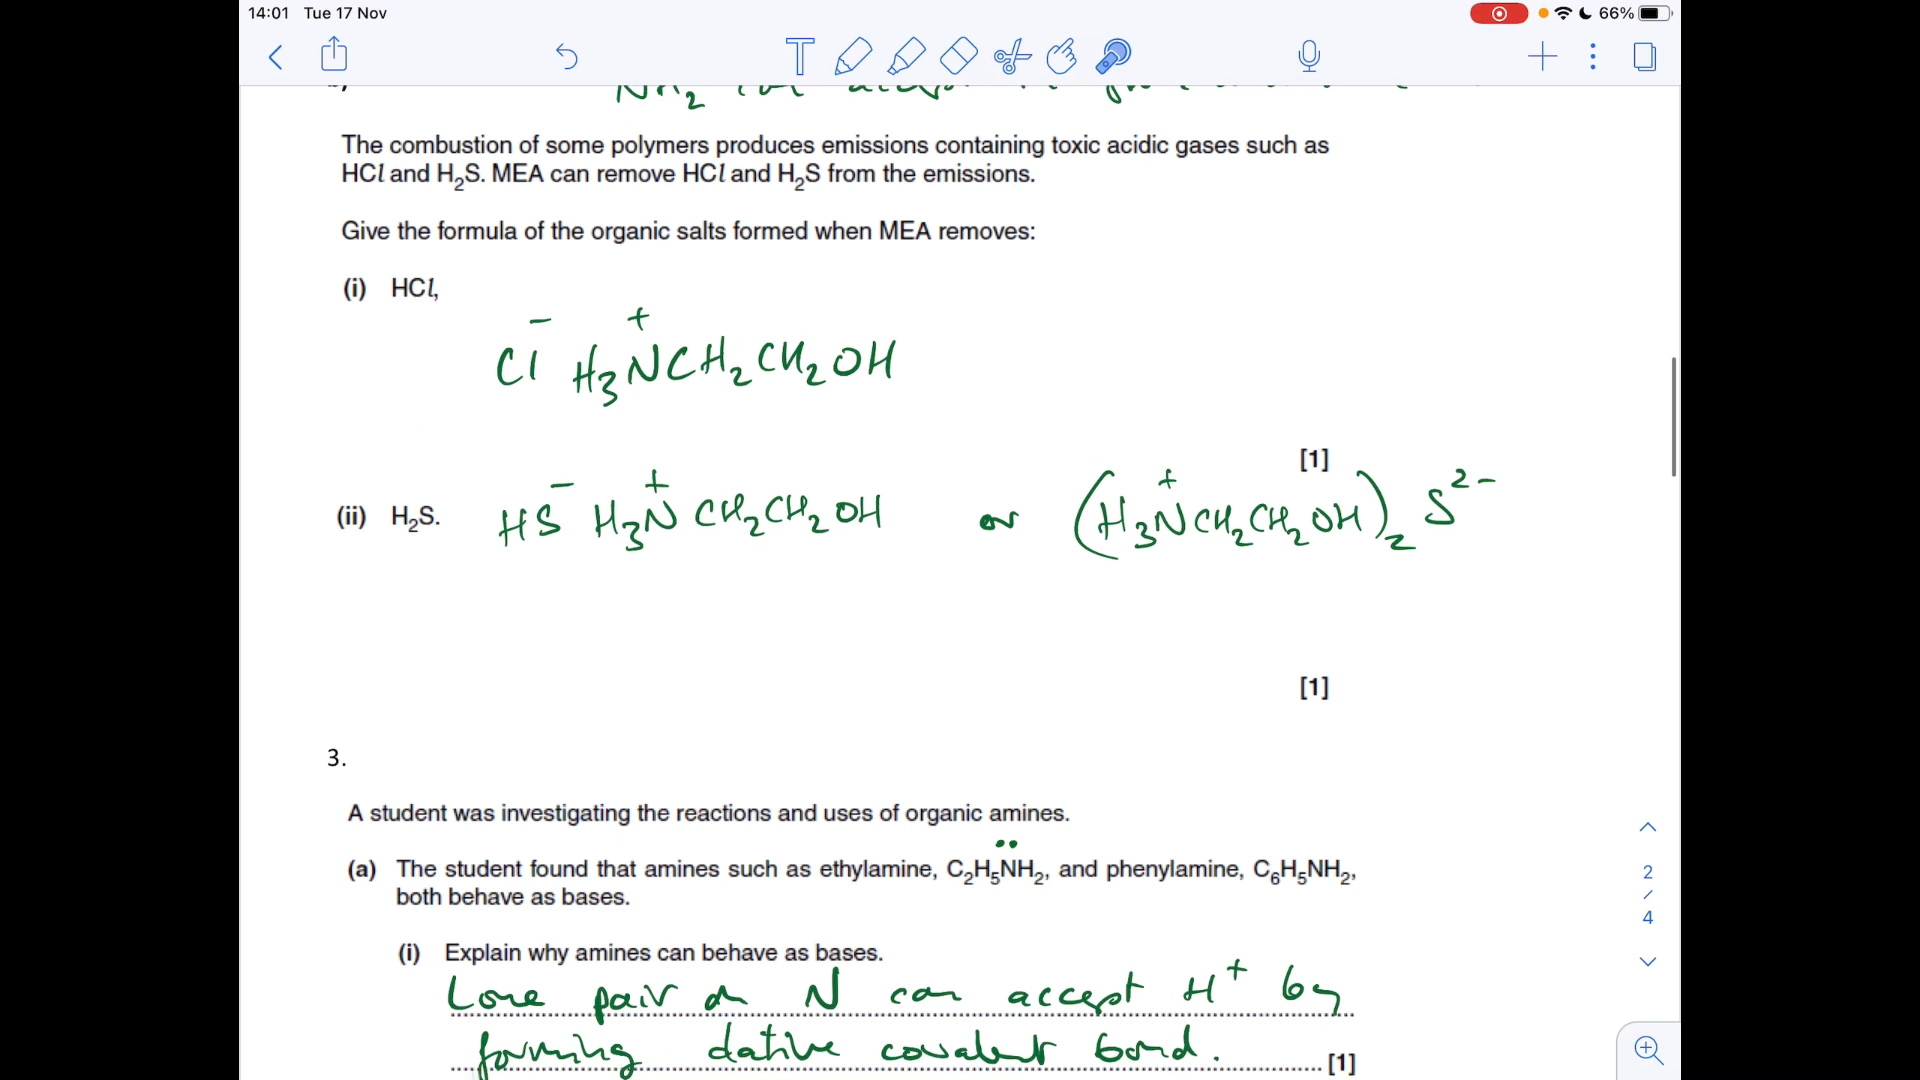 14:01 Tue 17 Nov
66%
T
NH₂ can accept
The combustion of some polymers produces emissions containing toxic acidic gases such as
HCl and H₂S. MEA can remove HCl and H₂S from the emissions.
Give the formula of the organic salts formed when MEA removes:
(i) HCl,
Cl⁻ H₃N⁺CH₂CH₂OH
[1]
(ii) H₂S. HS⁻ H₃N⁺CH₂CH₂OH or (H₃N⁺CH₂CH₂OH)₂ S²⁻
[1]
3.
A student was investigating the reactions and uses of organic amines.
(a) The student found that amines such as ethylamine, C₂H₅NH₂, and phenylamine, C₆H₅NH₂,
both behave as bases.
(i) Explain why amines can behave as bases.
Lone pair on N can accept H⁺ by
forming dative covalent bond.
[1]
2
/
4